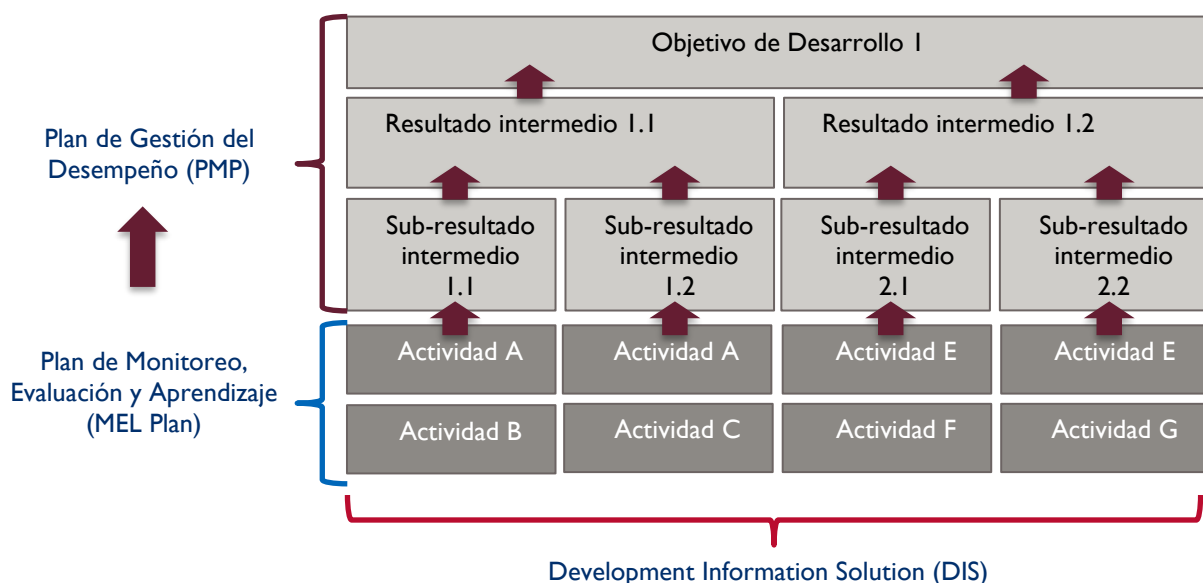 Objetivo de Desarrollo 1
Resultado intermedio 1.1
Resultado intermedio 1.2
Plan de Gestión del
Desempeño (PMP)
Sub-resultado
intermedio
1.1
Sub-resultado
intermedio
1.2
Sub-resultado
intermedio
2.1
Sub-resultado
intermedio
2.2
Plan de Monitoreo,
Evaluación y Aprendizaje
(MEL Plan)
Actividad A
Actividad A
Actividad E
Actividad E
Actividad B
Actividad C
Actividad F
Actividad G
Development Information Solution (DIS)